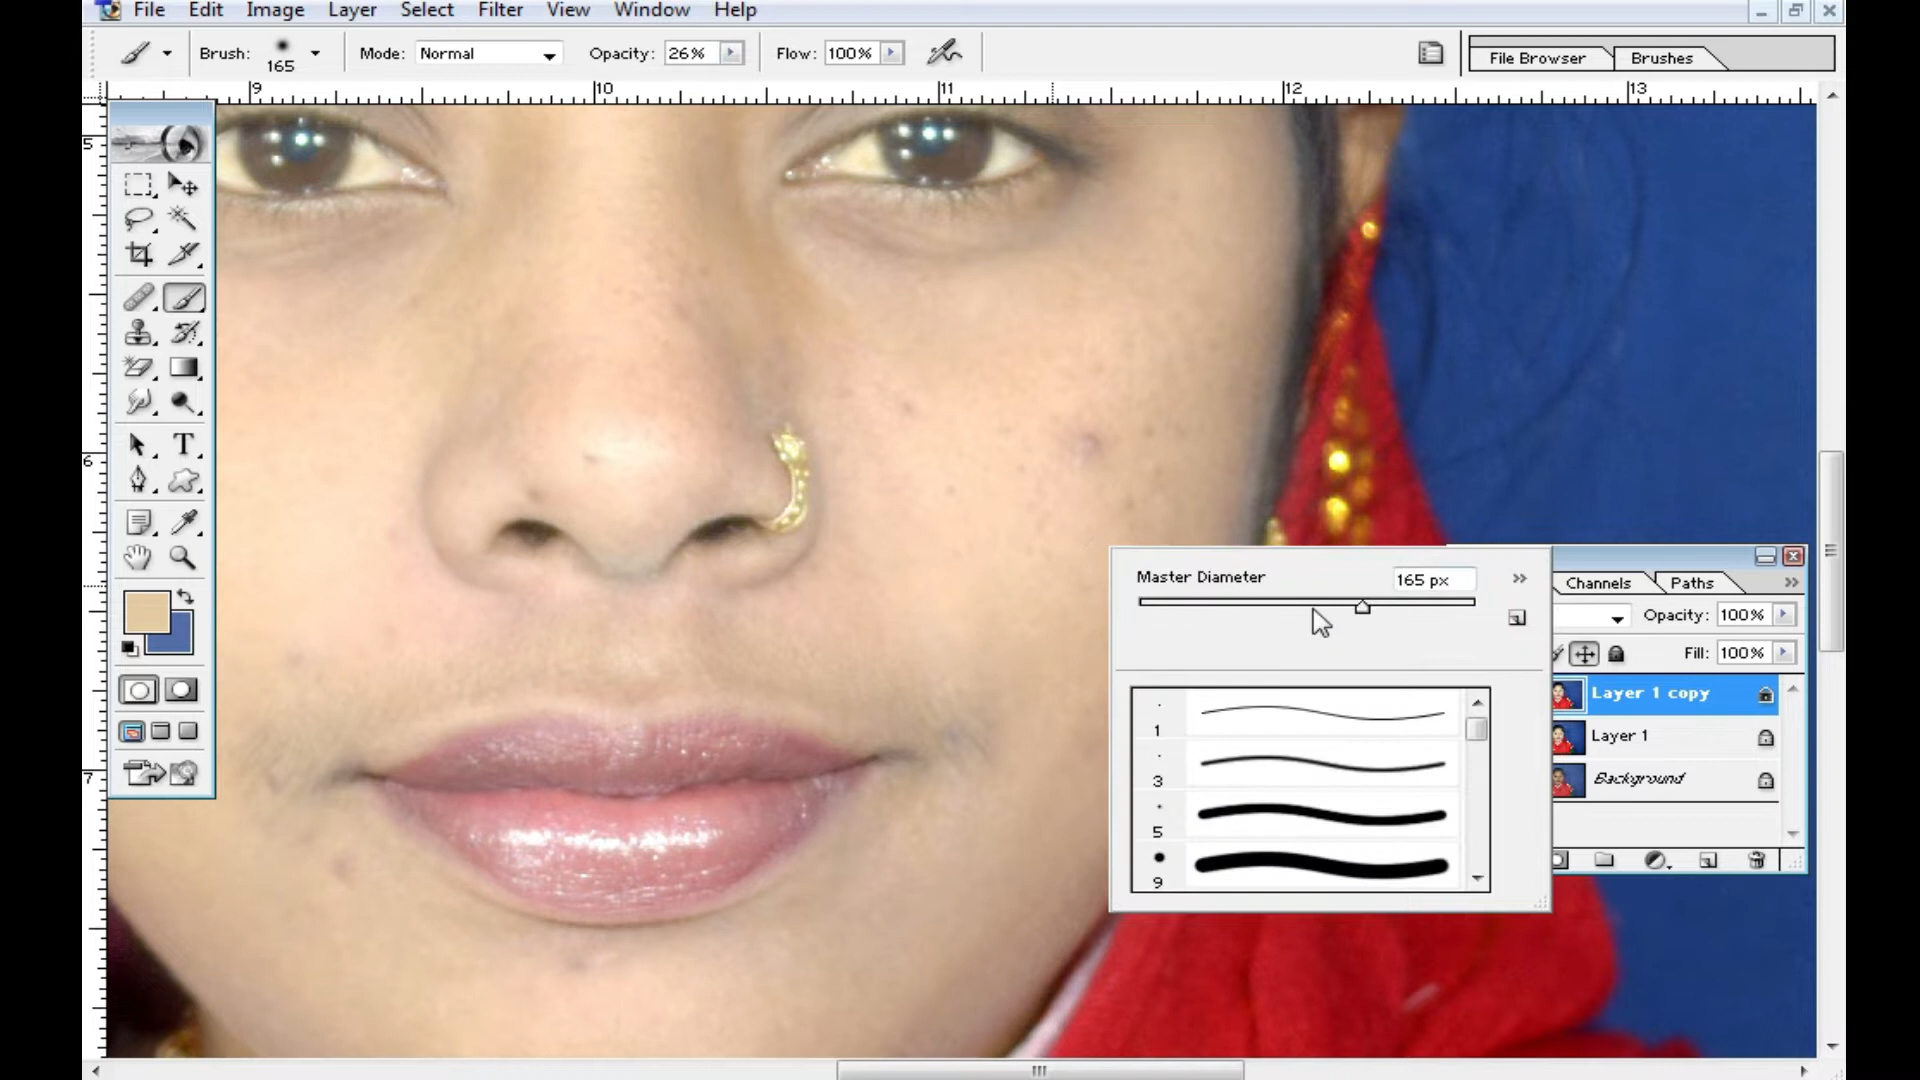 File Edit Image Layer Select Filter View Window Help
Brush: 165 Mode: Normal Opacity: 26% Flow: 100% File Browser Brushes
9 10 11 12 13
5
6
7
Master Diameter 165 px
1
3
5
9
Channels Paths
Opacity: 100%
Fill: 100%
Layer 1 copy
Layer 1
Background